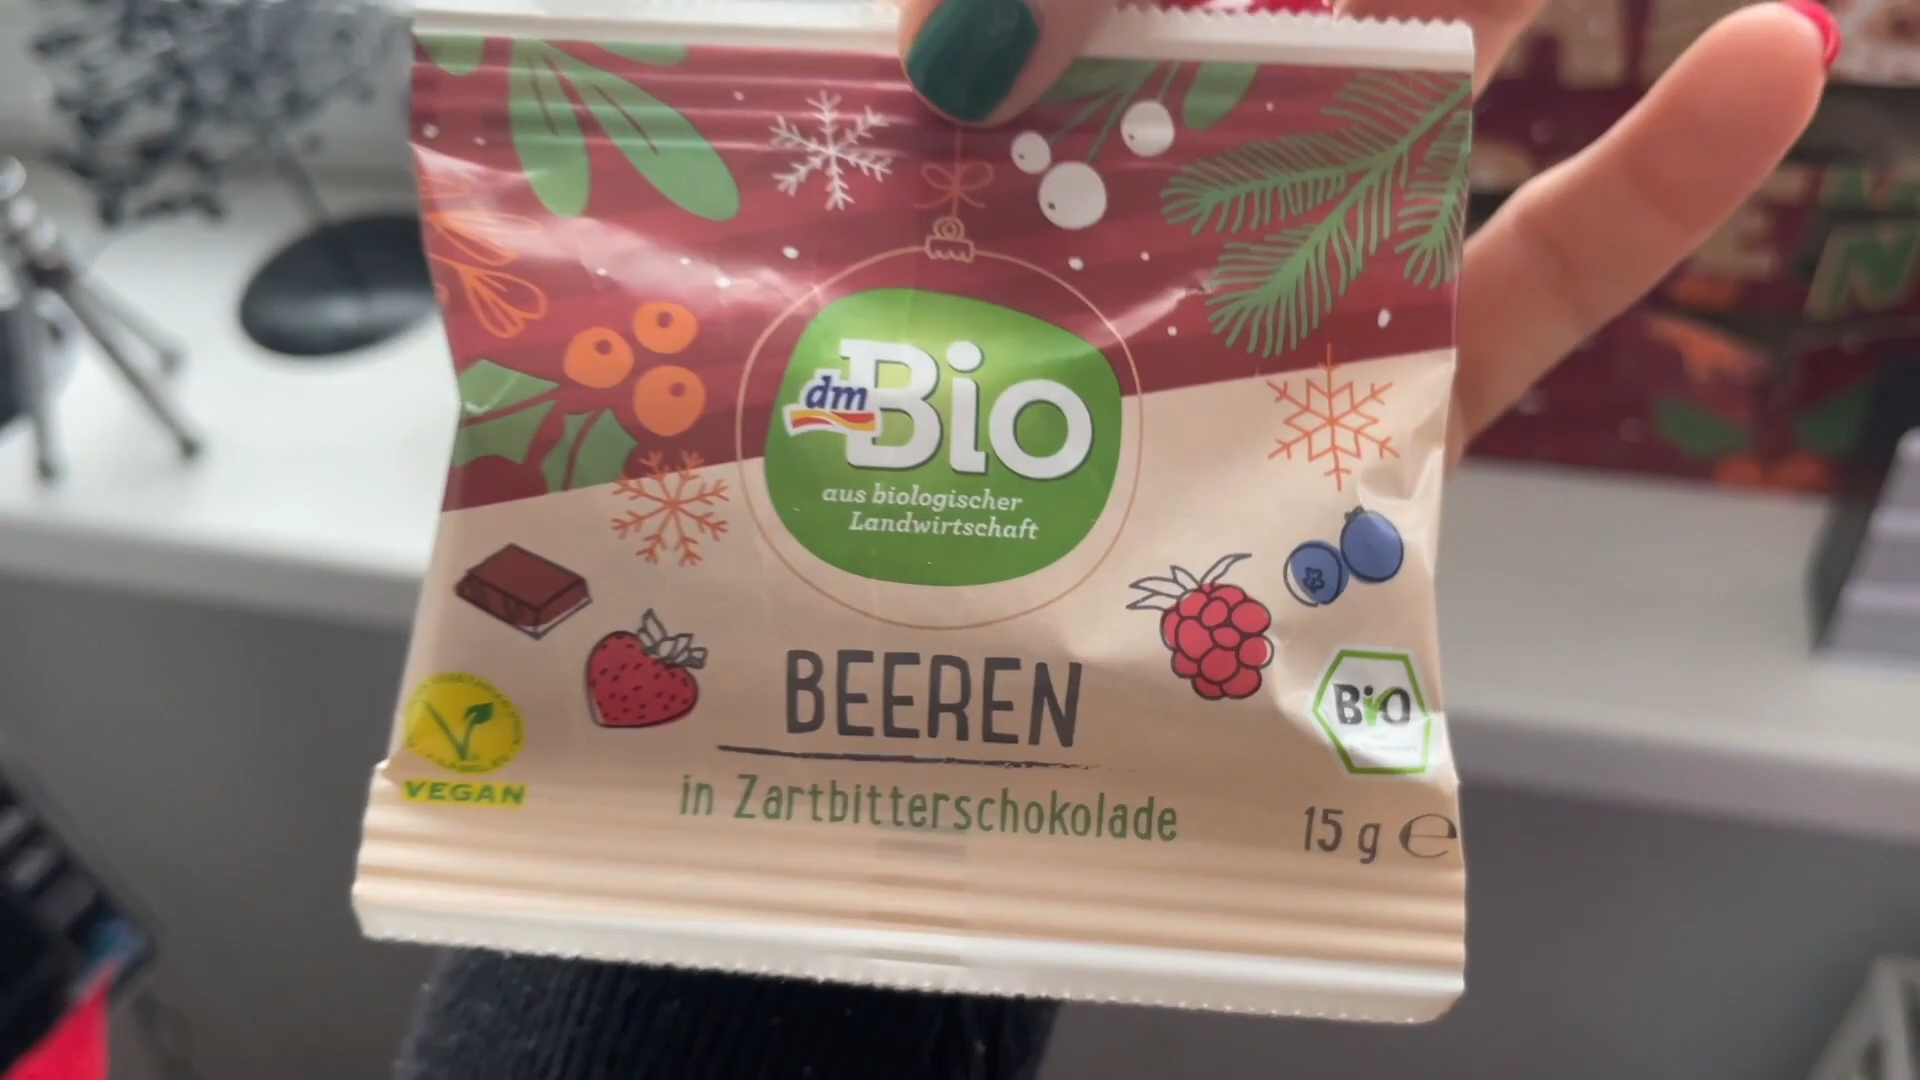 dm Bio
aus biologischer
Landwirtschaft
BEEREN
in Zartbitterschokolade
VEGAN
BiO
15 g e
N